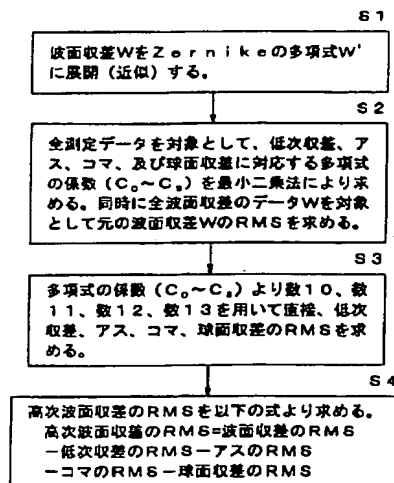 S1
波面収差WをZernikeの多項式W'
に展開(近似)する。
S2
全測定データを対象として、低次収差、ア
ス、コマ、及び球面収差に対応する多項式
の係数(C₀~C₈)を最小二乗法により求
める。同時に全波面収差のデータWを対象
として元の波面収差WのRMSを求める。
S3
多項式の係数(C₀~C₈)より数10、数
11、数12、数13を用いて直接、低次
収差、アス、コマ、球面収差のRMSを求
める。
S4
高次波面収差のRMSを以下の式より求める。
高次波面収差のRMS=波面収差のRMS
-低次収差のRMS-アスのRMS
-コマのRMS-球面収差のRMS